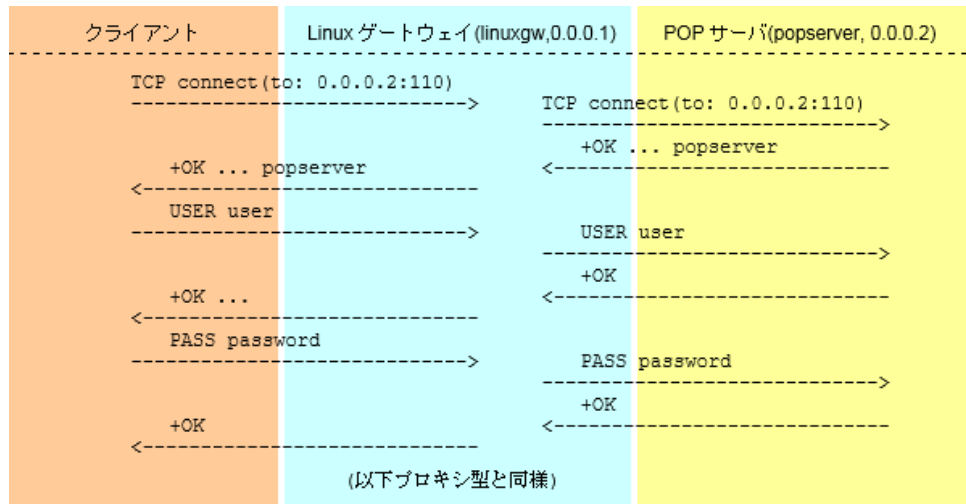 クライアント Linux ゲートウェイ(linuxgw,0.0.0.1) POP サーバ(popserver, 0.0.0.2)
TCP connect(to: 0.0.0.2:110)
TCP connect(to: 0.0.0.2:110)
+OK ... popserver
+OK ... popserver
USER user
USER user
+OK
+OK ...
PASS password
PASS password
+OK
+OK
(以下プロキシ型と同様)